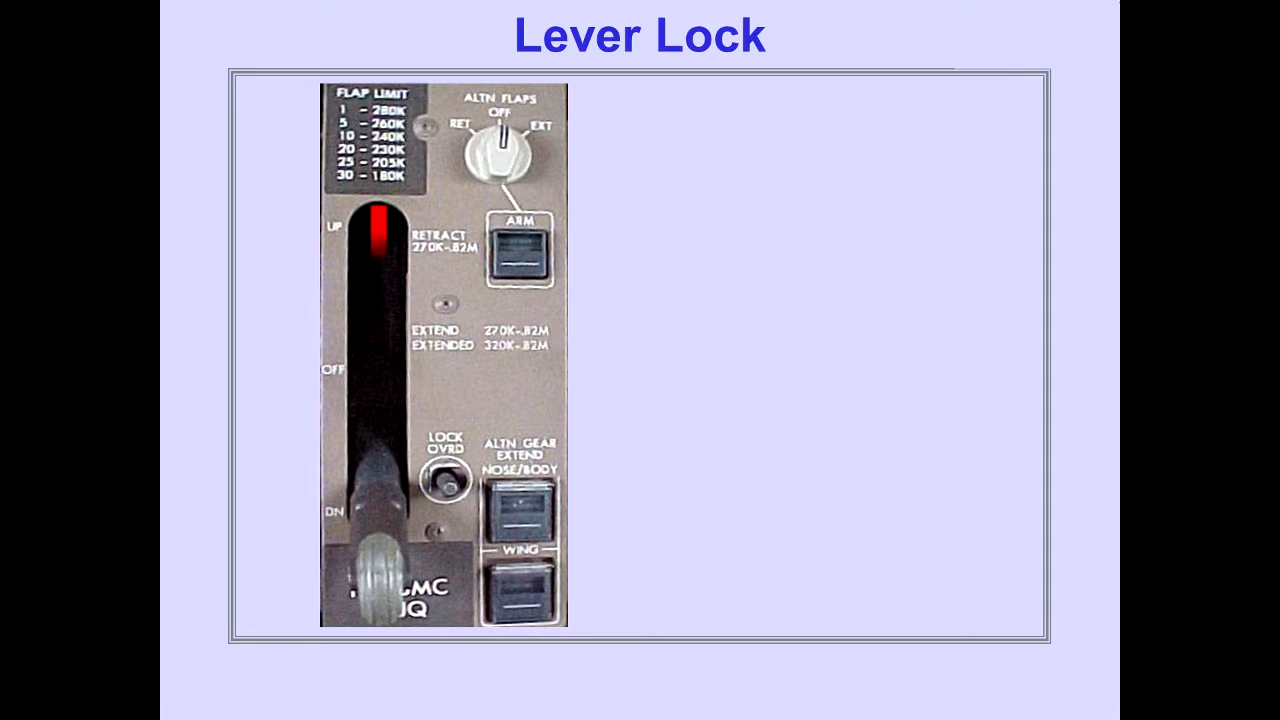 Lever Lock
FLAP LIMIT
1 - 280K
5 - 260K
10 - 240K
20 - 230K
25 - 205K
30 - 180K
ALTN FLAPS
OFF
RET
EXT
ARM
UP
RETRACT
270K-.82M
EXTEND 270K-.82M
EXTENDED 320K-.82M
OFF
LOCK
OVRD
ALTN GEAR
EXTEND
NOSE/BODY
DN
WING